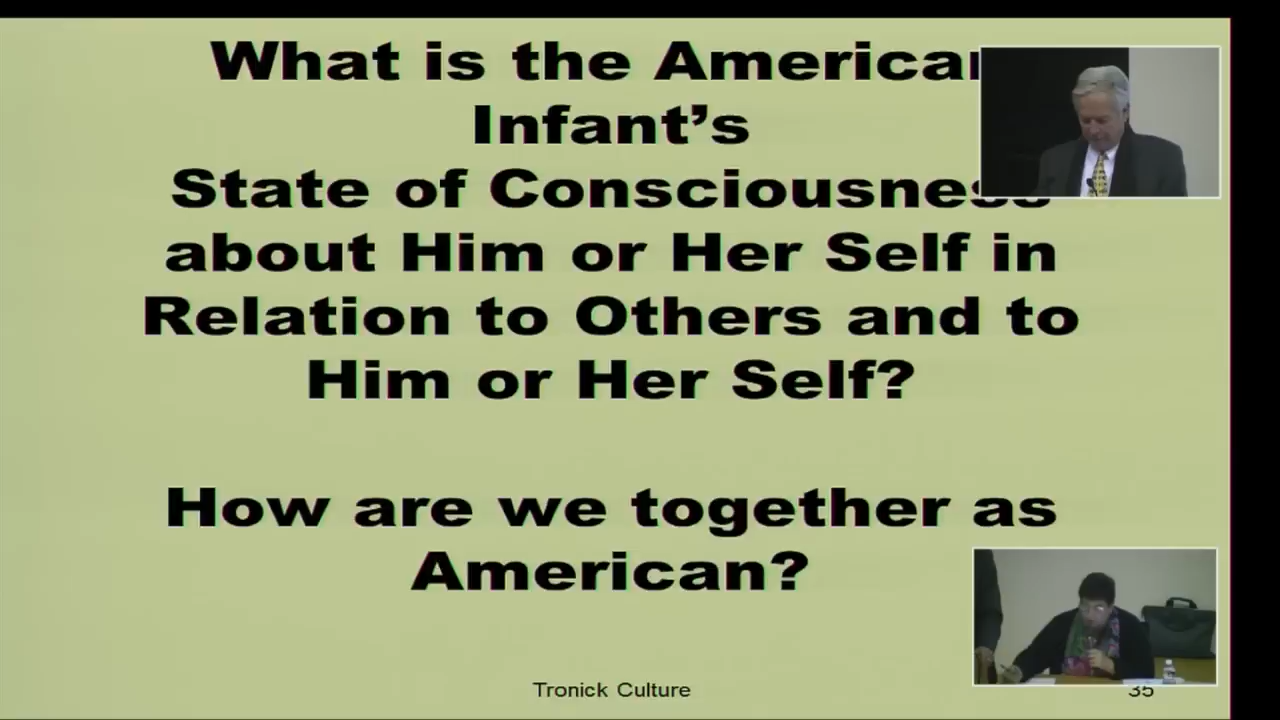 What is the American
Infant’s
State of Consciousness
about Him or Her Self in
Relation to Others and to
Him or Her Self?
How are we together as
American?
Tronick Culture
35